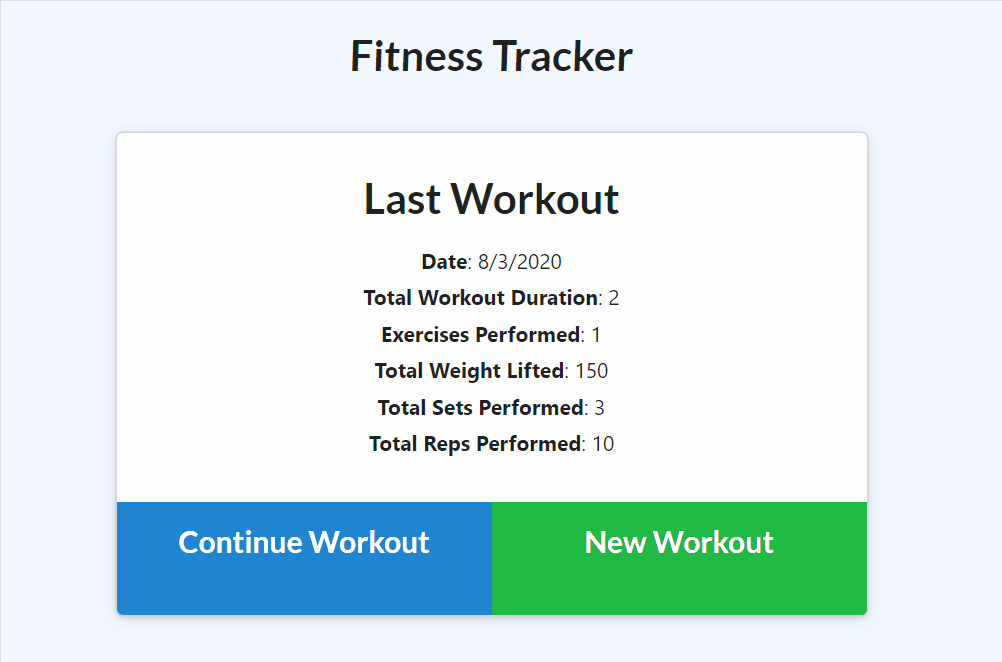 Fitness Tracker
Last Workout
Date: 8/3/2020
Total Workout Duration: 2
Exercises Performed: 1
Total Weight Lifted: 150
Total Sets Performed: 3
Total Reps Performed: 10
Continue Workout
New Workout